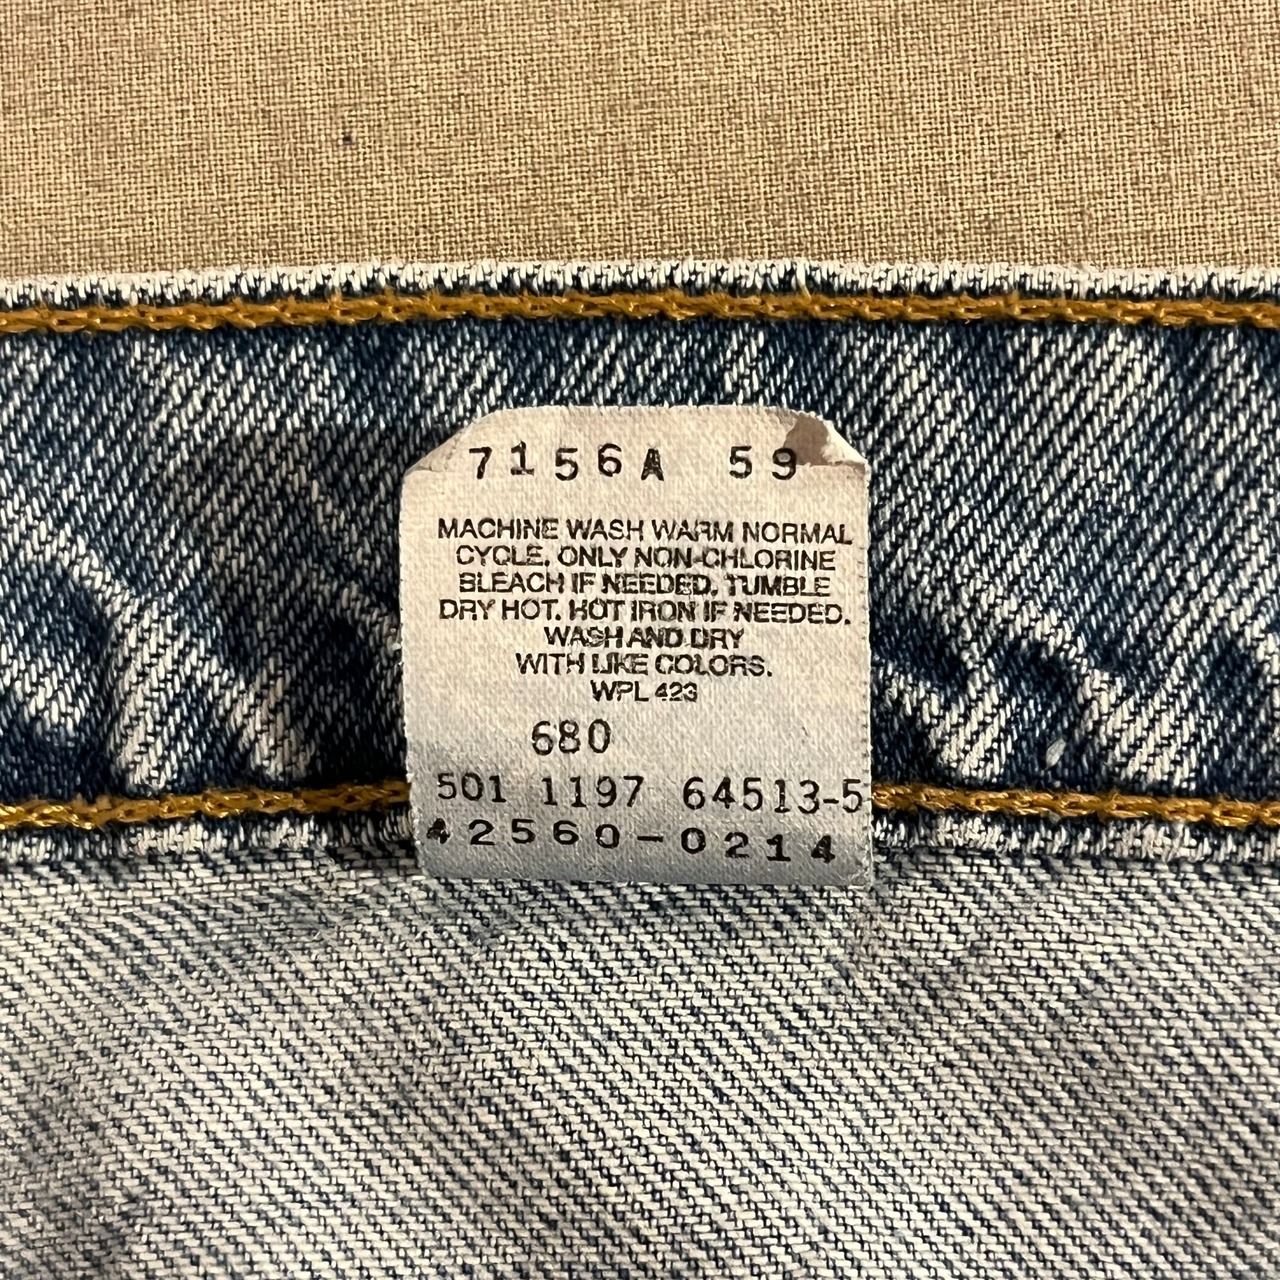 7156A 59
MACHINE WASH WARM NORMAL
CYCLE. ONLY NON-CHLORINE
BLEACH IF NEEDED. TUMBLE
DRY HOT. HOT IRON IF NEEDED.
WASH AND DRY
WITH LIKE COLORS.
WPL 423
680
501 1197 64513-5
42560-0214